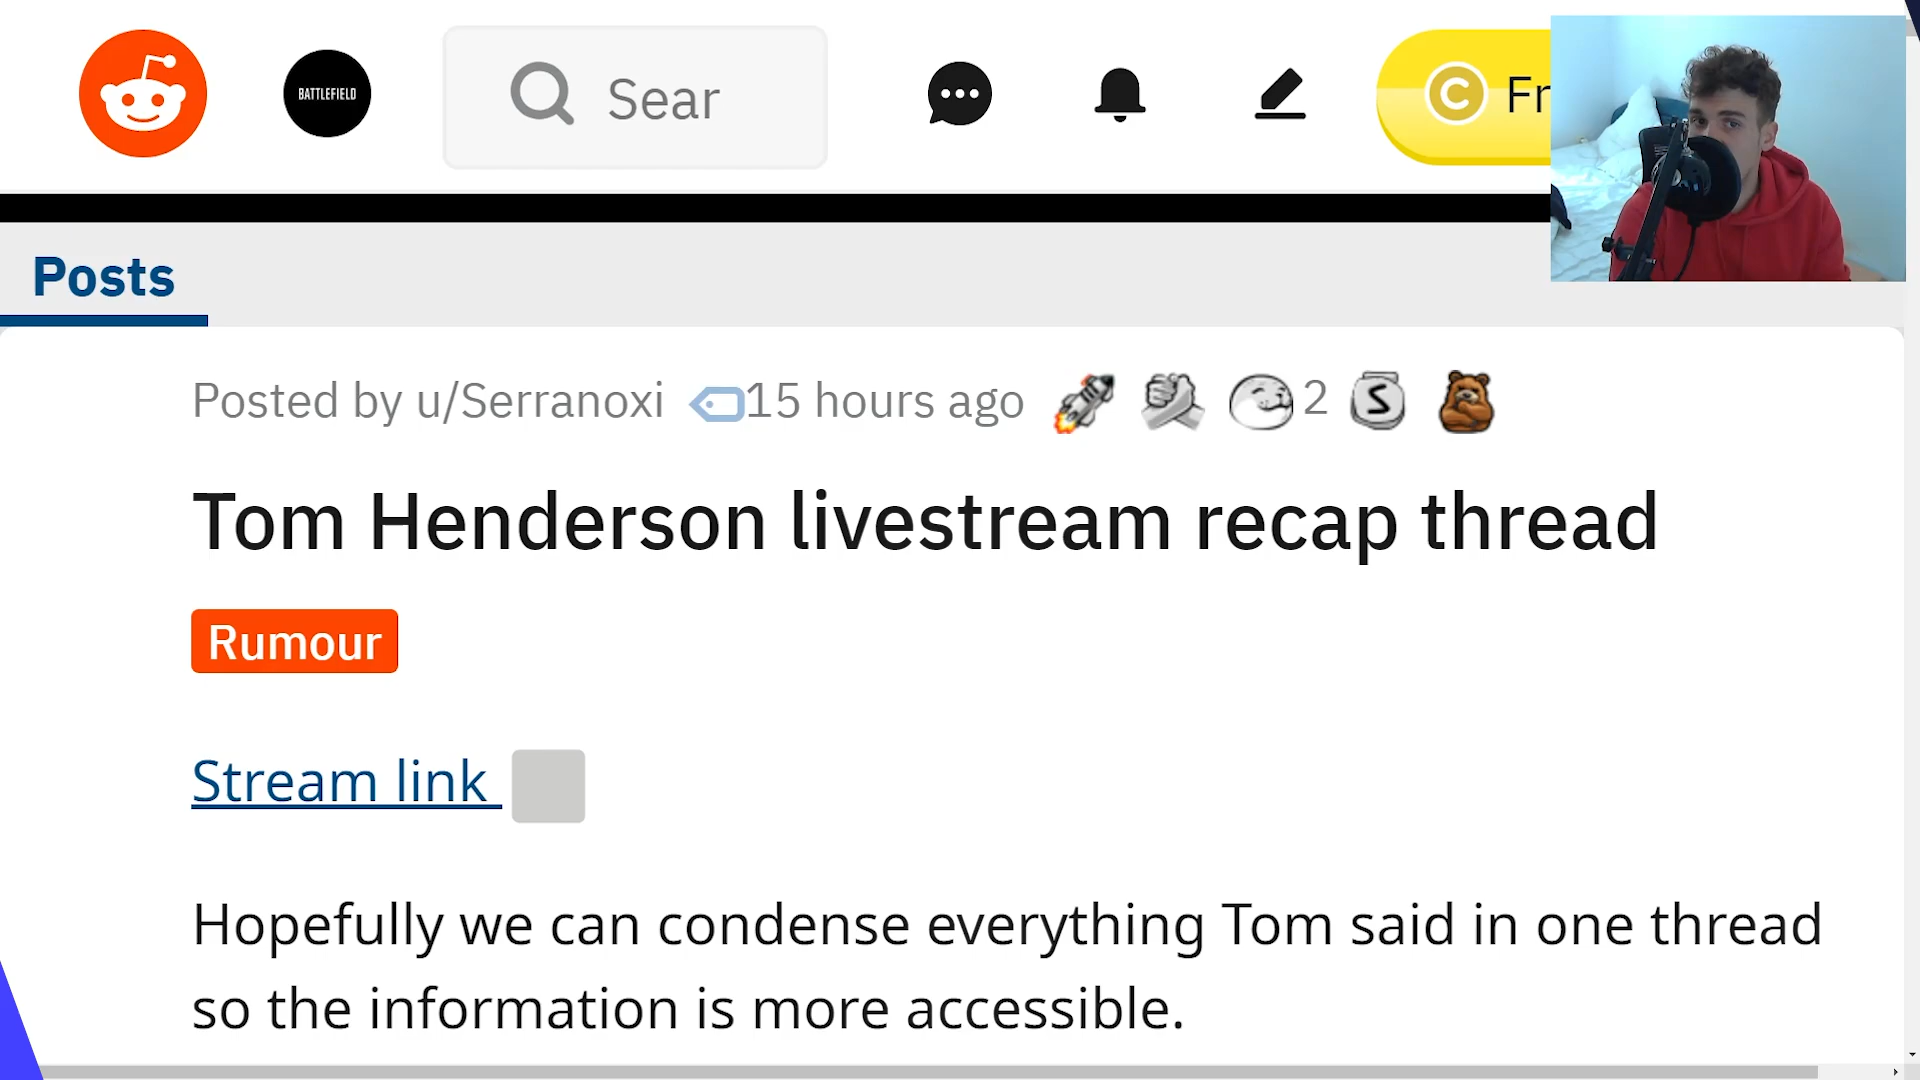 BATTLEFIELD
Sear
Fr
Posts
Posted by u/Serranoxi 15 hours ago 2
Tom Henderson livestream recap thread
Rumour
Stream link
Hopefully we can condense everything Tom said in one thread
so the information is more accessible.